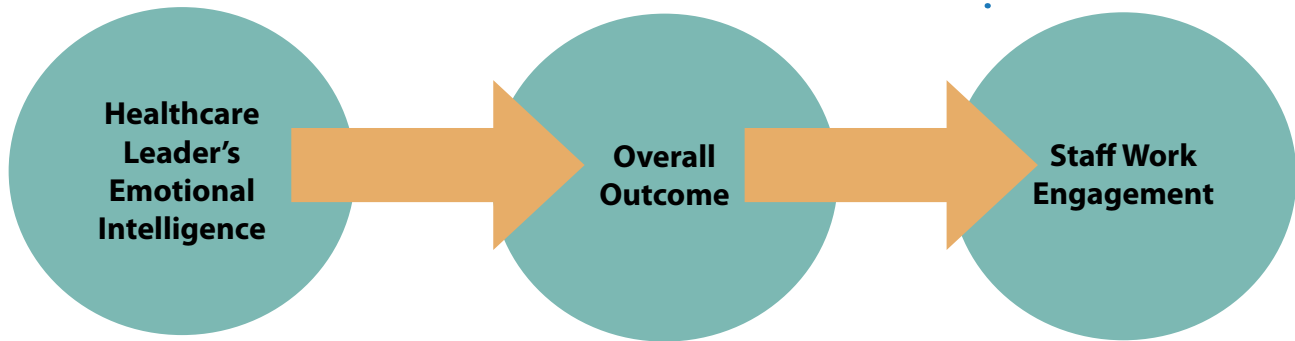 Healthcare
Leader’s
Emotional
Intelligence
Overall
Outcome
Staff Work
Engagement